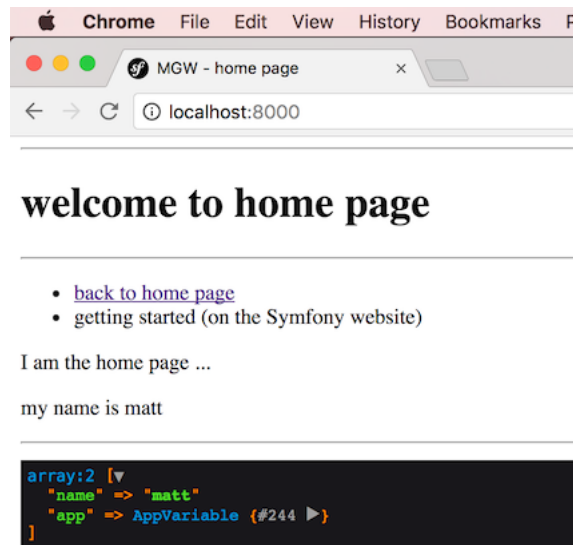 Chrome File Edit View History Bookmarks
MGW - home page
localhost:8000
welcome to home page
back to home page
getting started (on the Symfony website)
I am the home page ...
my name is matt
array:2 [▼
"name" => "matt"
"app" => AppVariable {#244 ▶}
]